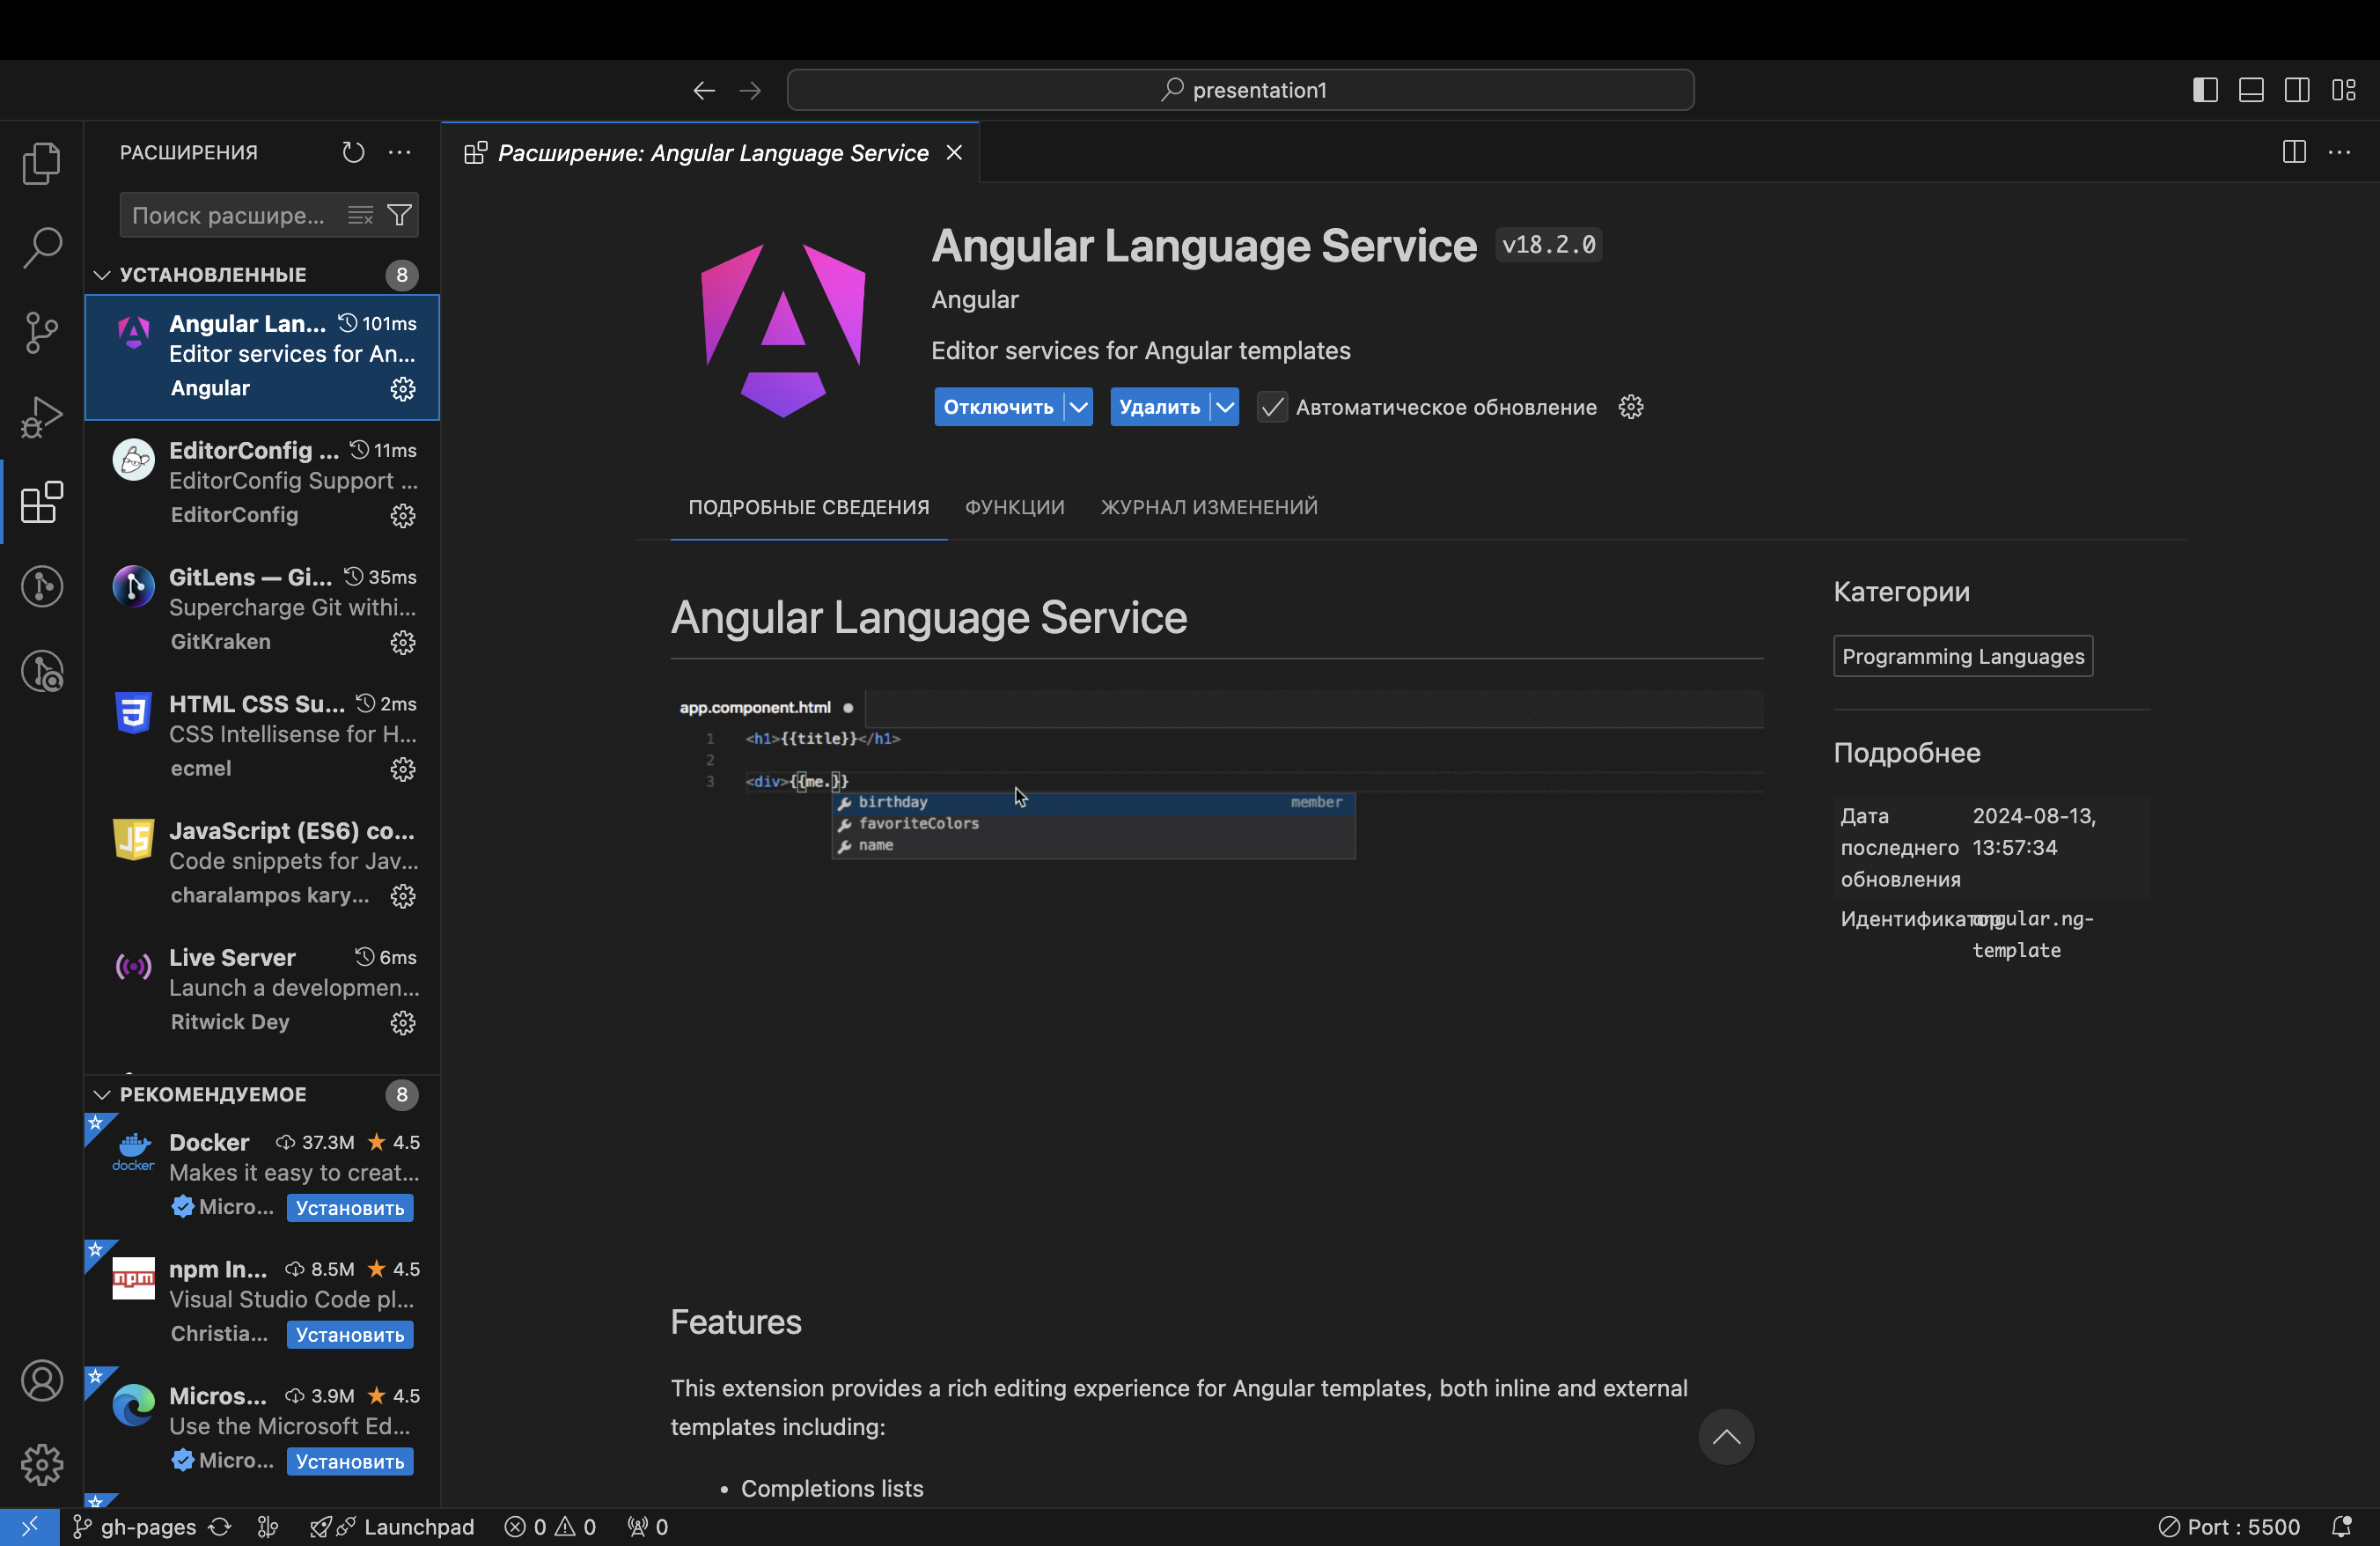 presentation1
РАСШИРЕНИЯ
Поиск расшире...
УСТАНОВЛЕННЫЕ 8
Angular Lan... 101ms
Editor services for An...
Angular
EditorConfig ... 11ms
EditorConfig Support ...
EditorConfig
GitLens — Gi... 35ms
Supercharge Git withi...
GitKraken
HTML CSS Su... 2ms
CSS Intellisense for H...
ecmel
JS
JavaScript (ES6) co...
Code snippets for Jav...
charalampos kary...
Live Server 6ms
Launch a developmen...
Ritwick Dey
РЕКОМЕНДУЕМОЕ 8
Docker 37.3M 4.5
docker
Makes it easy to creat...
Micro... Установить
npm In... 8.5M 4.5
npm
Visual Studio Code pl...
Christia... Установить
Micros... 3.9M 4.5
Use the Microsoft Ed...
Micro... Установить
Расширение: Angular Language Service
Angular Language Service v18.2.0
Angular
Editor services for Angular templates
Отключить Удалить Автоматическое обновление
ПОДРОБНЫЕ СВЕДЕНИЯ ФУНКЦИИ ЖУРНАЛ ИЗМЕНЕНИЙ
Angular Language Service
app.component.html
1 <h1>{{title}}</h1>
2
3 <div>{{me.}}
birthday member
favoriteColors
name
Features
This extension provides a rich editing experience for Angular templates, both inline and external
templates including:
• Completions lists
Категории
Programming Languages
Подробнее
Дата 2024-08-13,
последнего 13:57:34
обновления
Идентификатор angular.ng-
template
gh-pages Launchpad 0 0 0 Port : 5500